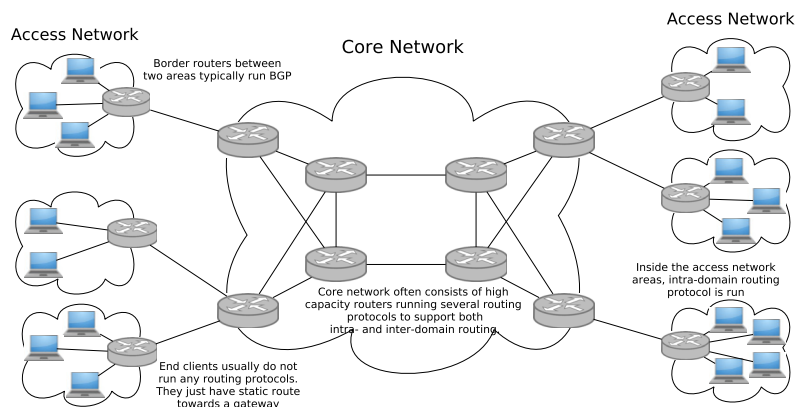 Access Network
Core Network
Access Network
Border routers between
two areas typically run BGP
Core network often consists of high
capacity routers running several routing
protocols to support both
intra- and inter-domain routing.
Inside the access network
areas, intra-domain routing
protocol is run
End clients usually do not
run any routing protocols.
They just have static route
towards a gateway